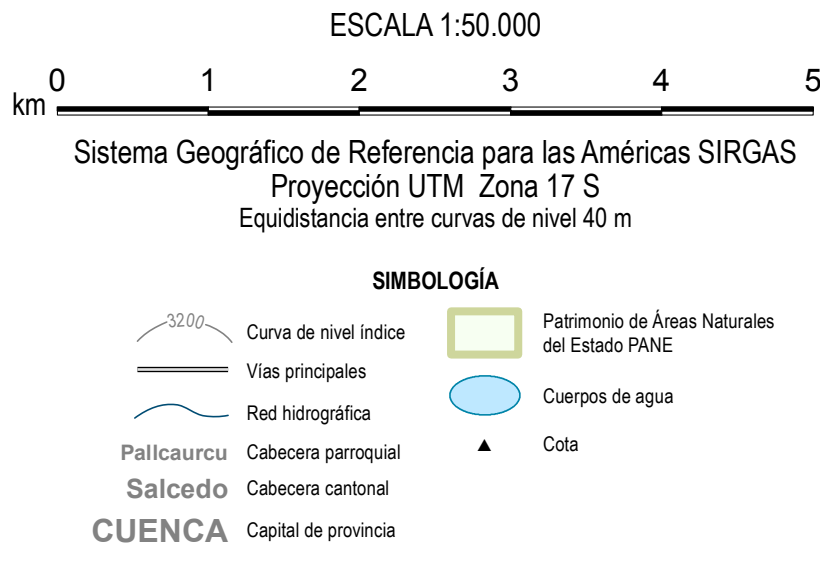 ESCALA 1:50.000
0 1 2 3 4 5
km
Sistema Geográfico de Referencia para las Américas SIRGAS
Proyección UTM Zona 17 S
Equidistancia entre curvas de nivel 40 m
SIMBOLOGÍA
3200 Curva de nivel índice
Vías principales
Red hidrográfica
Pallcaurcu Cabecera parroquial
Salcedo Cabecera cantonal
CUENCA Capital de provincia
Patrimonio de Áreas Naturales
del Estado PANE
Cuerpos de agua
Cota